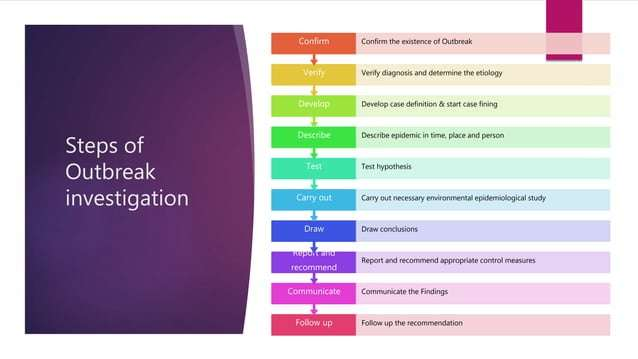 Steps of
Outbreak
investigation
Confirm
Confirm the existence of Outbreak
Verify
Verify diagnosis and determine the etiology
Develop
Develop case definition & start case fining
Describe
Describe epidemic in time, place and person
Test
Test hypothesis
Carry out
Carry out necessary environmental epidemiological study
Draw
Draw conclusions
Report and
recommend
Report and recommend appropriate control measures
Communicate
Communicate the Findings
Follow up
Follow up the recommendation